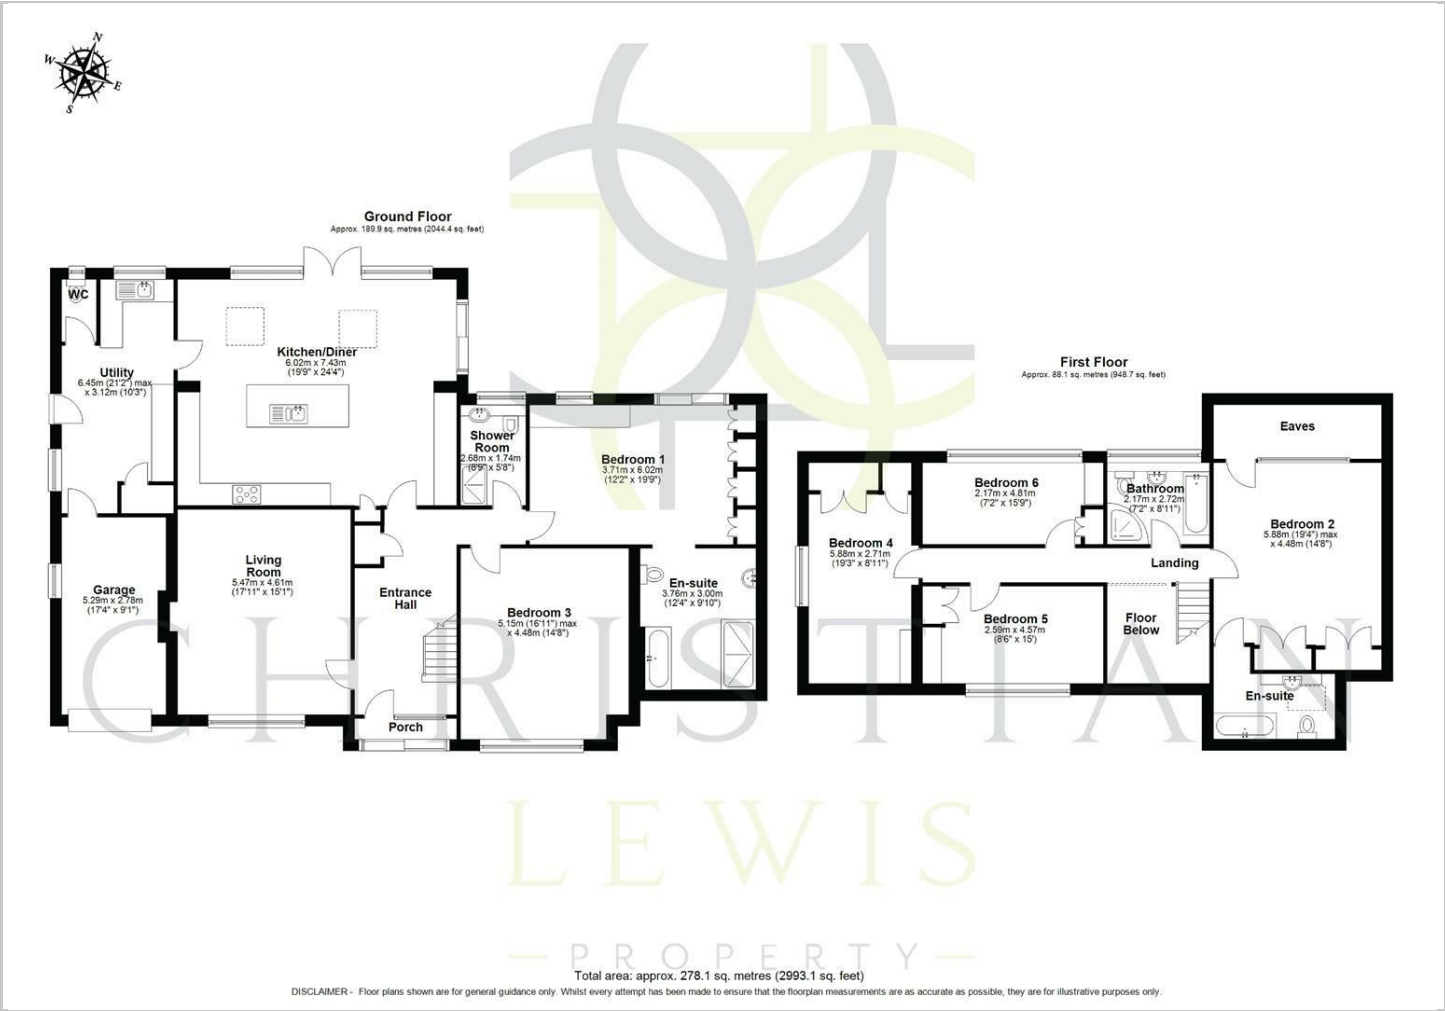 N
W
E
S
Ground Floor
Approx. 189.9 sq. metres (2044.4 sq. feet)
WC
Kitchen/Diner
6.02m x 7.43m
(19'9" x 24'4")
Utility
6.45m (21'2") max
x 3.12m (10'3")
Shower
Room
2.68m x 1.74m
(8'9" x 5'8")
Bedroom 1
3.71m x 6.02m
(12'2" x 19'9")
Living
Room
5.47m x 4.61m
(17'11" x 15'1")
Garage
5.29m x 2.78m
(17'4" x 9'1")
Entrance
Hall
Bedroom 3
5.15m (16'11") max
x 4.48m (14'8")
En-suite
3.76m x 3.00m
(12'4" x 9'10")
Porch
First Floor
Approx. 88.1 sq. metres (948.7 sq. feet)
Eaves
Bedroom 6
2.17m x 4.81m
(7'2" x 15'9")
Bathroom
2.17m x 2.72m
(7'2" x 8'11")
Bedroom 2
5.88m (19'4") max
x 4.48m (14'8")
Bedroom 4
5.88m x 2.71m
(19'3" x 8'11")
Landing
Bedroom 5
2.59m x 4.57m
(8'6" x 15')
Floor
Below
En-suite
CHRISTIAN
LEWIS
PROPERTY
Total area: approx. 278.1 sq. metres (2993.1 sq. feet)
DISCLAIMER - Floor plans shown are for general guidance only. Whilst every attempt has been made to ensure that the floorplan measurements are as accurate as possible, they are for illustrative purposes only.